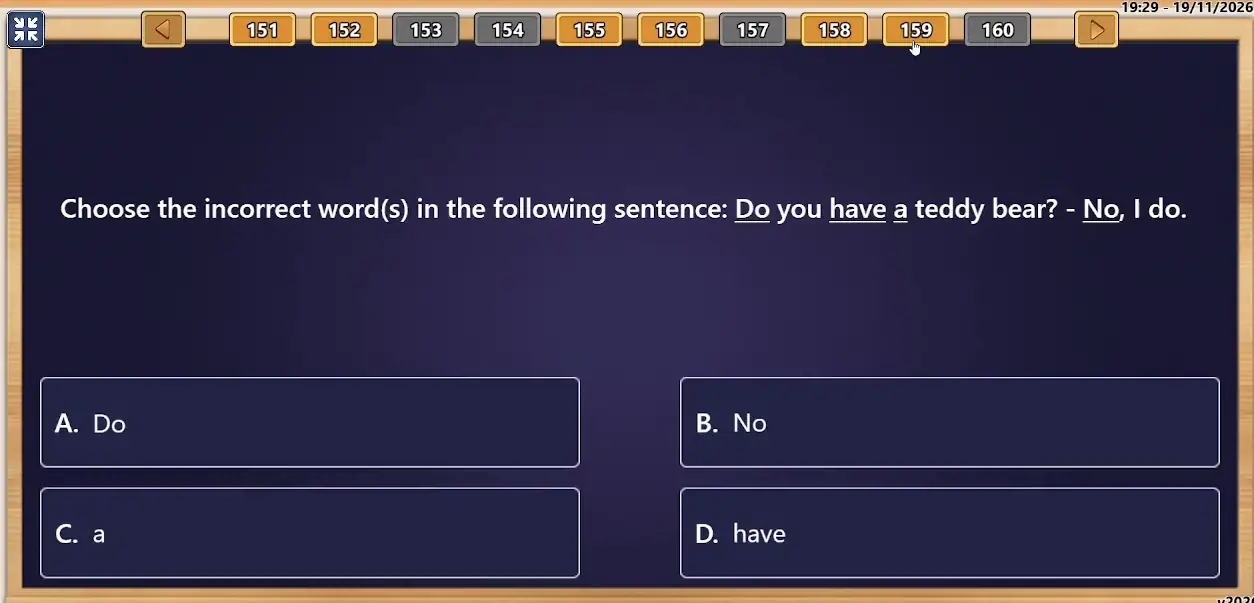 19:29 - 19/11/2026
151 152 153 154 155 156 157 158 159 160
Choose the incorrect word(s) in the following sentence: Do you have a teddy bear? - No, I do.
A. Do
B. No
C. a
D. have